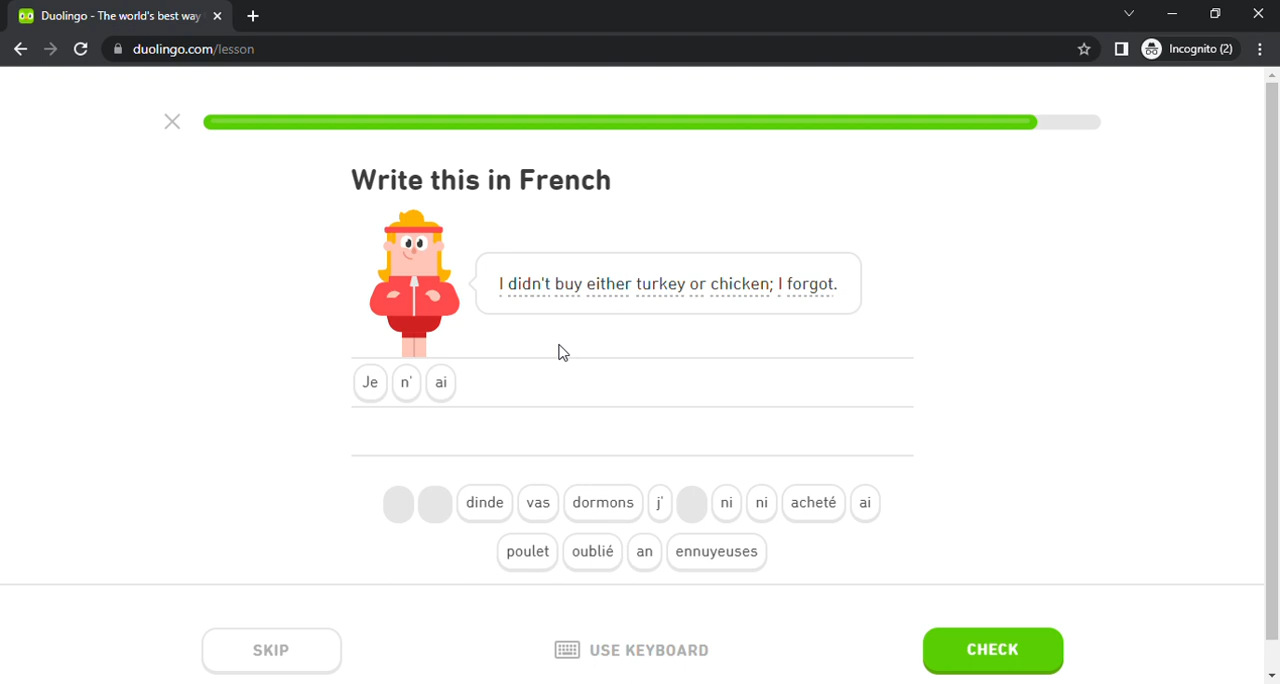 Duolingo - The world's best way
duolingo.com/lesson
Incognito (2)
Write this in French
I didn't buy either turkey or chicken; I forgot.
Je n' ai
dinde vas dormons j' ni ni acheté ai
poulet oublié an ennuyeuses
SKIP USE KEYBOARD CHECK